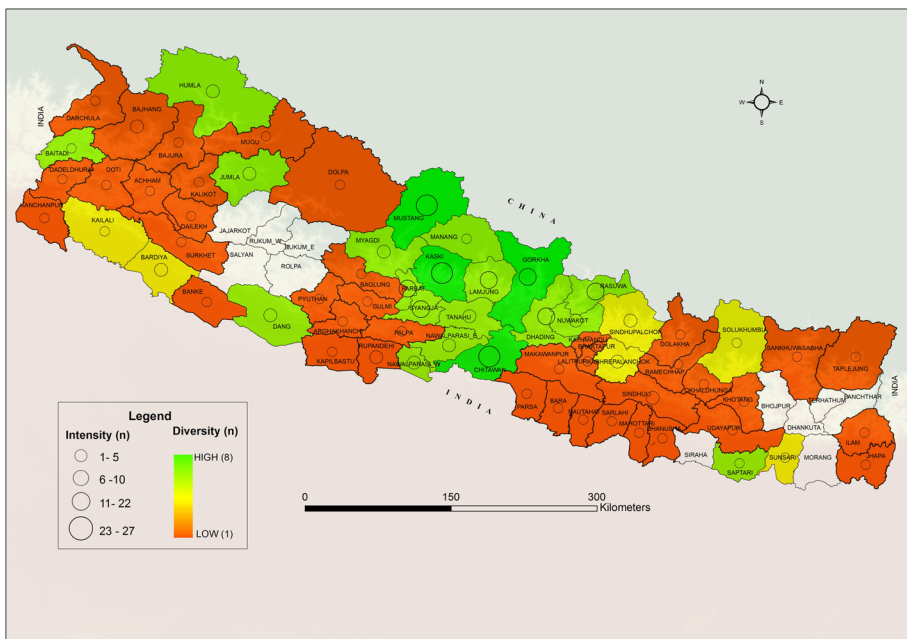 HUMLA
INDIA
DARCHULA
BAJHANG
BAITADI
BAJURA
MUGU
DADELDHURA
DOTI
ACHHAM
JUMLA
KALIKOT
DOLPA
KANCHANPUR
KAILALI
DAILEKH
JAJARKOT
RUKUM_W
RUKUM_E
SURKHET
SALYAN
ROLPA
BARDIYA
BANKE
DANG
PYUTHAN
MUSTANG
CHINA
MYAGDI
MANANG
KASKI
GORKHA
BAGLUNG
PARBAT
LAMJUNG
GULMI
SYANGJA
TANAHU
ARGHAKHANCHI
PALPA
NAWALPARASI_E
KAPILBASTU
RUPANDEHI
NAWALPARASI_W
CHITAWAN
INDIA
RASUWA
NUWAKOT
DHADING
SINDHUPALCHOK
KATHMANDU
BHAKTAPUR
LALITPUR
KABHREPALANCHOK
MAKAWANPUR
DOLAKHA
RAMECHHAP
SOLUKHUMBU
OKHALDHUNGA
KHOTANG
SANKHUWASABHA
TAPLEJUNG
INDIA
PARSA
BARA
RAUTAHAT
SARLAHI
SINDHULI
MAHOTTARI
DHANUSHA
UDAYAPUR
BHOJPUR
TERHATHUM
PANCHTHAR
DHANKUTA
SIRAHA
SAPTARI
SUNSARI
MORANG
ILAM
JHAPA
N
W E
S
Legend
Intensity (n)
1- 5
6 -10
11- 22
23 - 27
Diversity (n)
HIGH (8)
LOW (1)
0 150 300
Kilometers